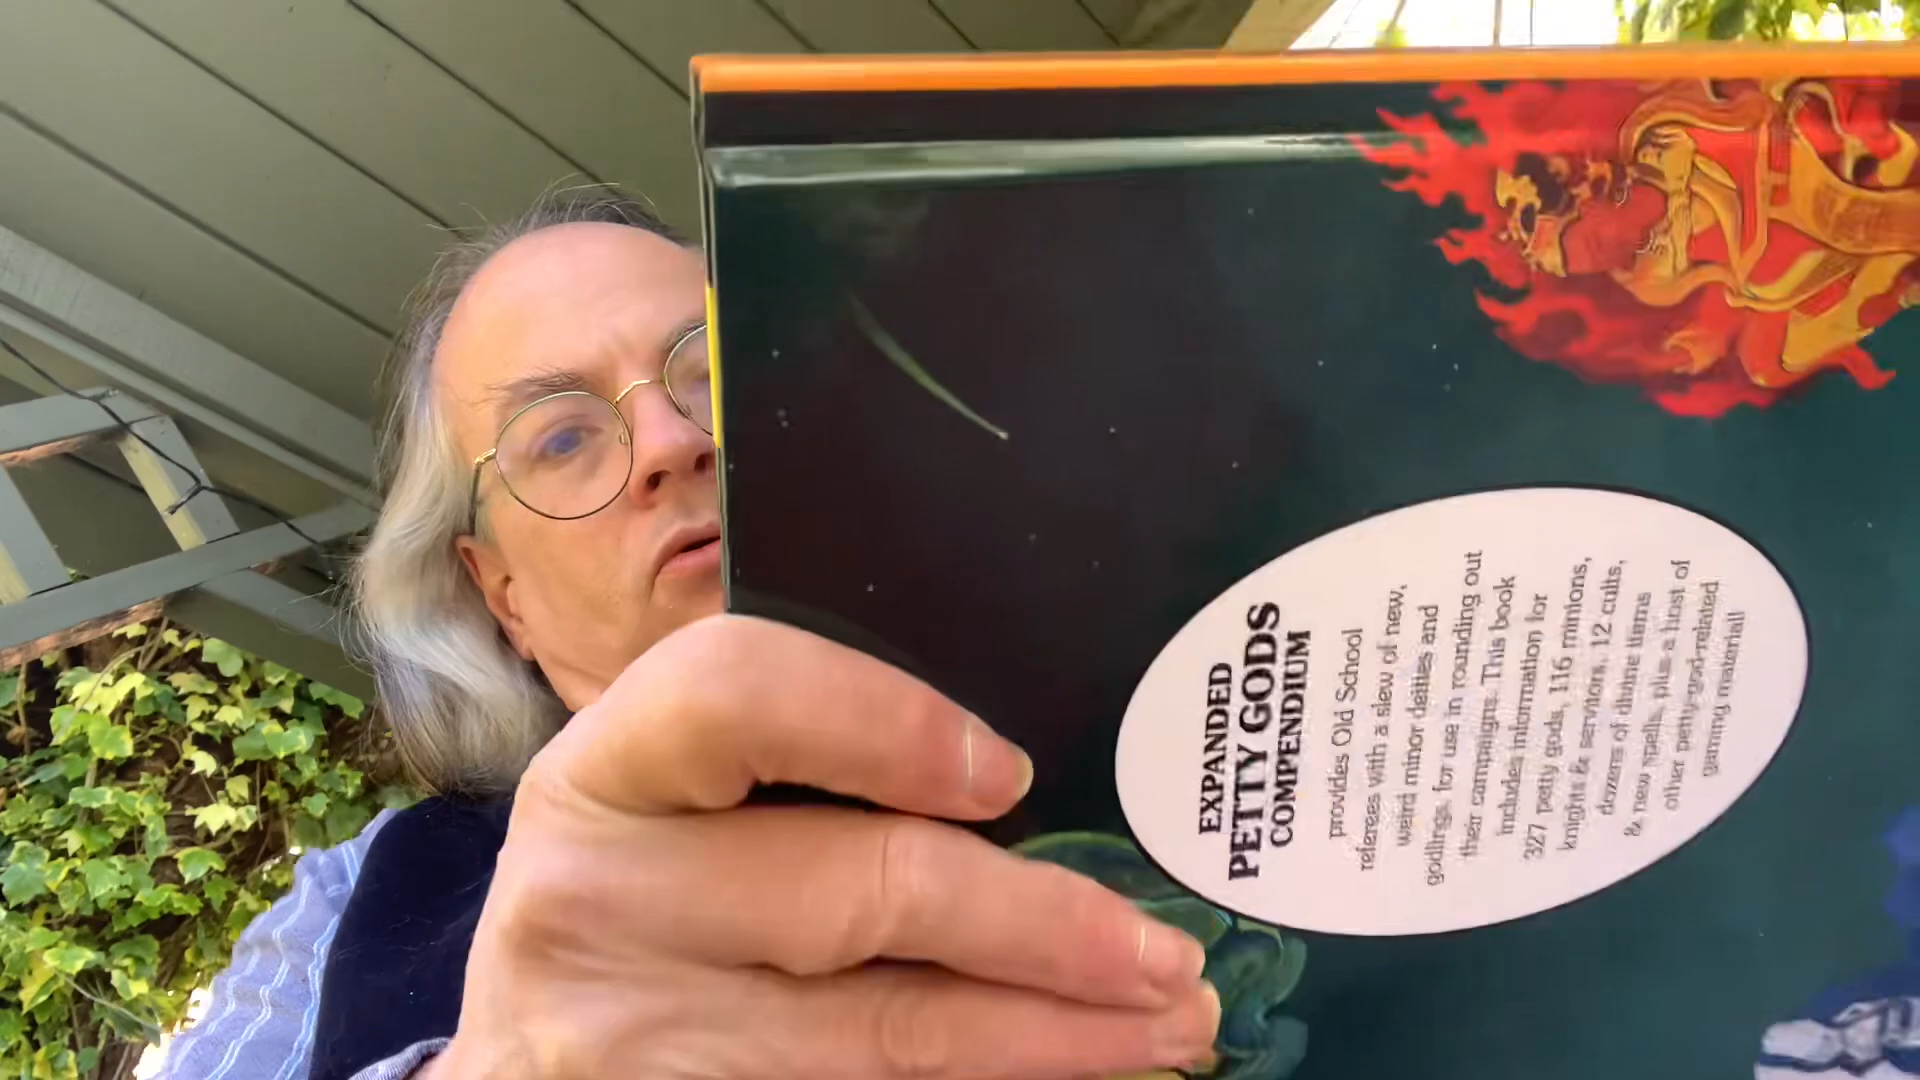 EXPANDED
PETTY GODS
COMPENDIUM
provides Old School
referees with a slew of new,
weird minor deities and
godlings, for use in rounding out
their campaigns. This book
includes information for
327 petty gods, 116 minions,
knights & servitors, 12 cults,
dozens of divine items
& new spells, plus a host of
other petty-god-related
gaming material!